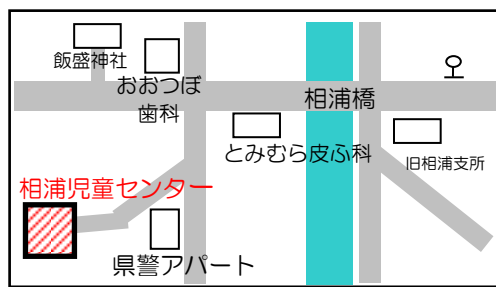 飯盛神社
おおつぼ
歯科
相浦橋
とみむら皮ふ科
旧相浦支所
相浦児童センター
県警アパート